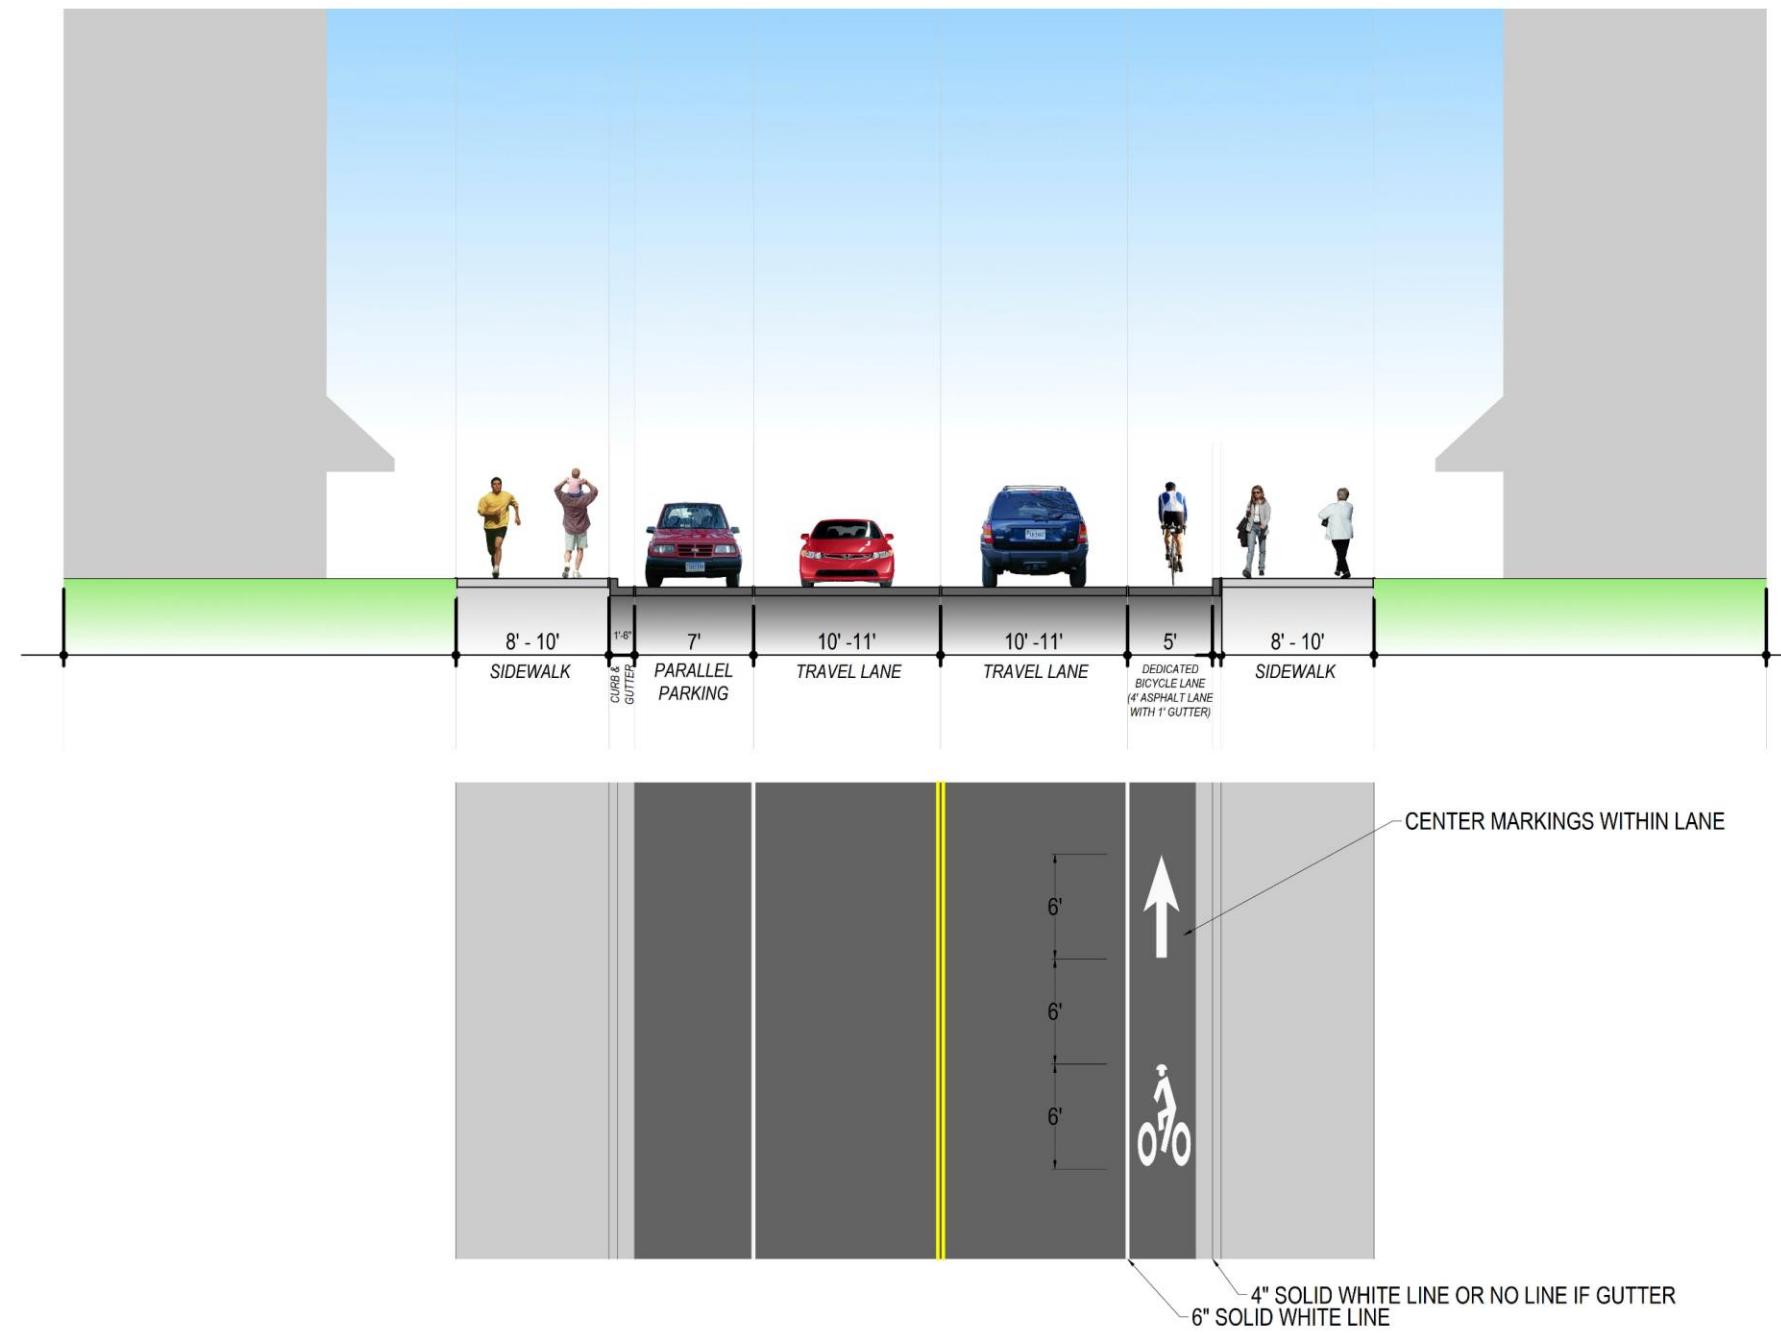 8' - 10'
1'-6"
7'
10' -11'
10' -11'
5'
8' - 10'
SIDEWALK
CURB &
GUTTER
PARALLEL
PARKING
TRAVEL LANE
TRAVEL LANE
DEDICATED
BICYCLE LANE
(4' ASPHALT LANE
WITH 1' GUTTER)
SIDEWALK
CENTER MARKINGS WITHIN LANE
6'
6'
6'
4" SOLID WHITE LINE OR NO LINE IF GUTTER
6" SOLID WHITE LINE